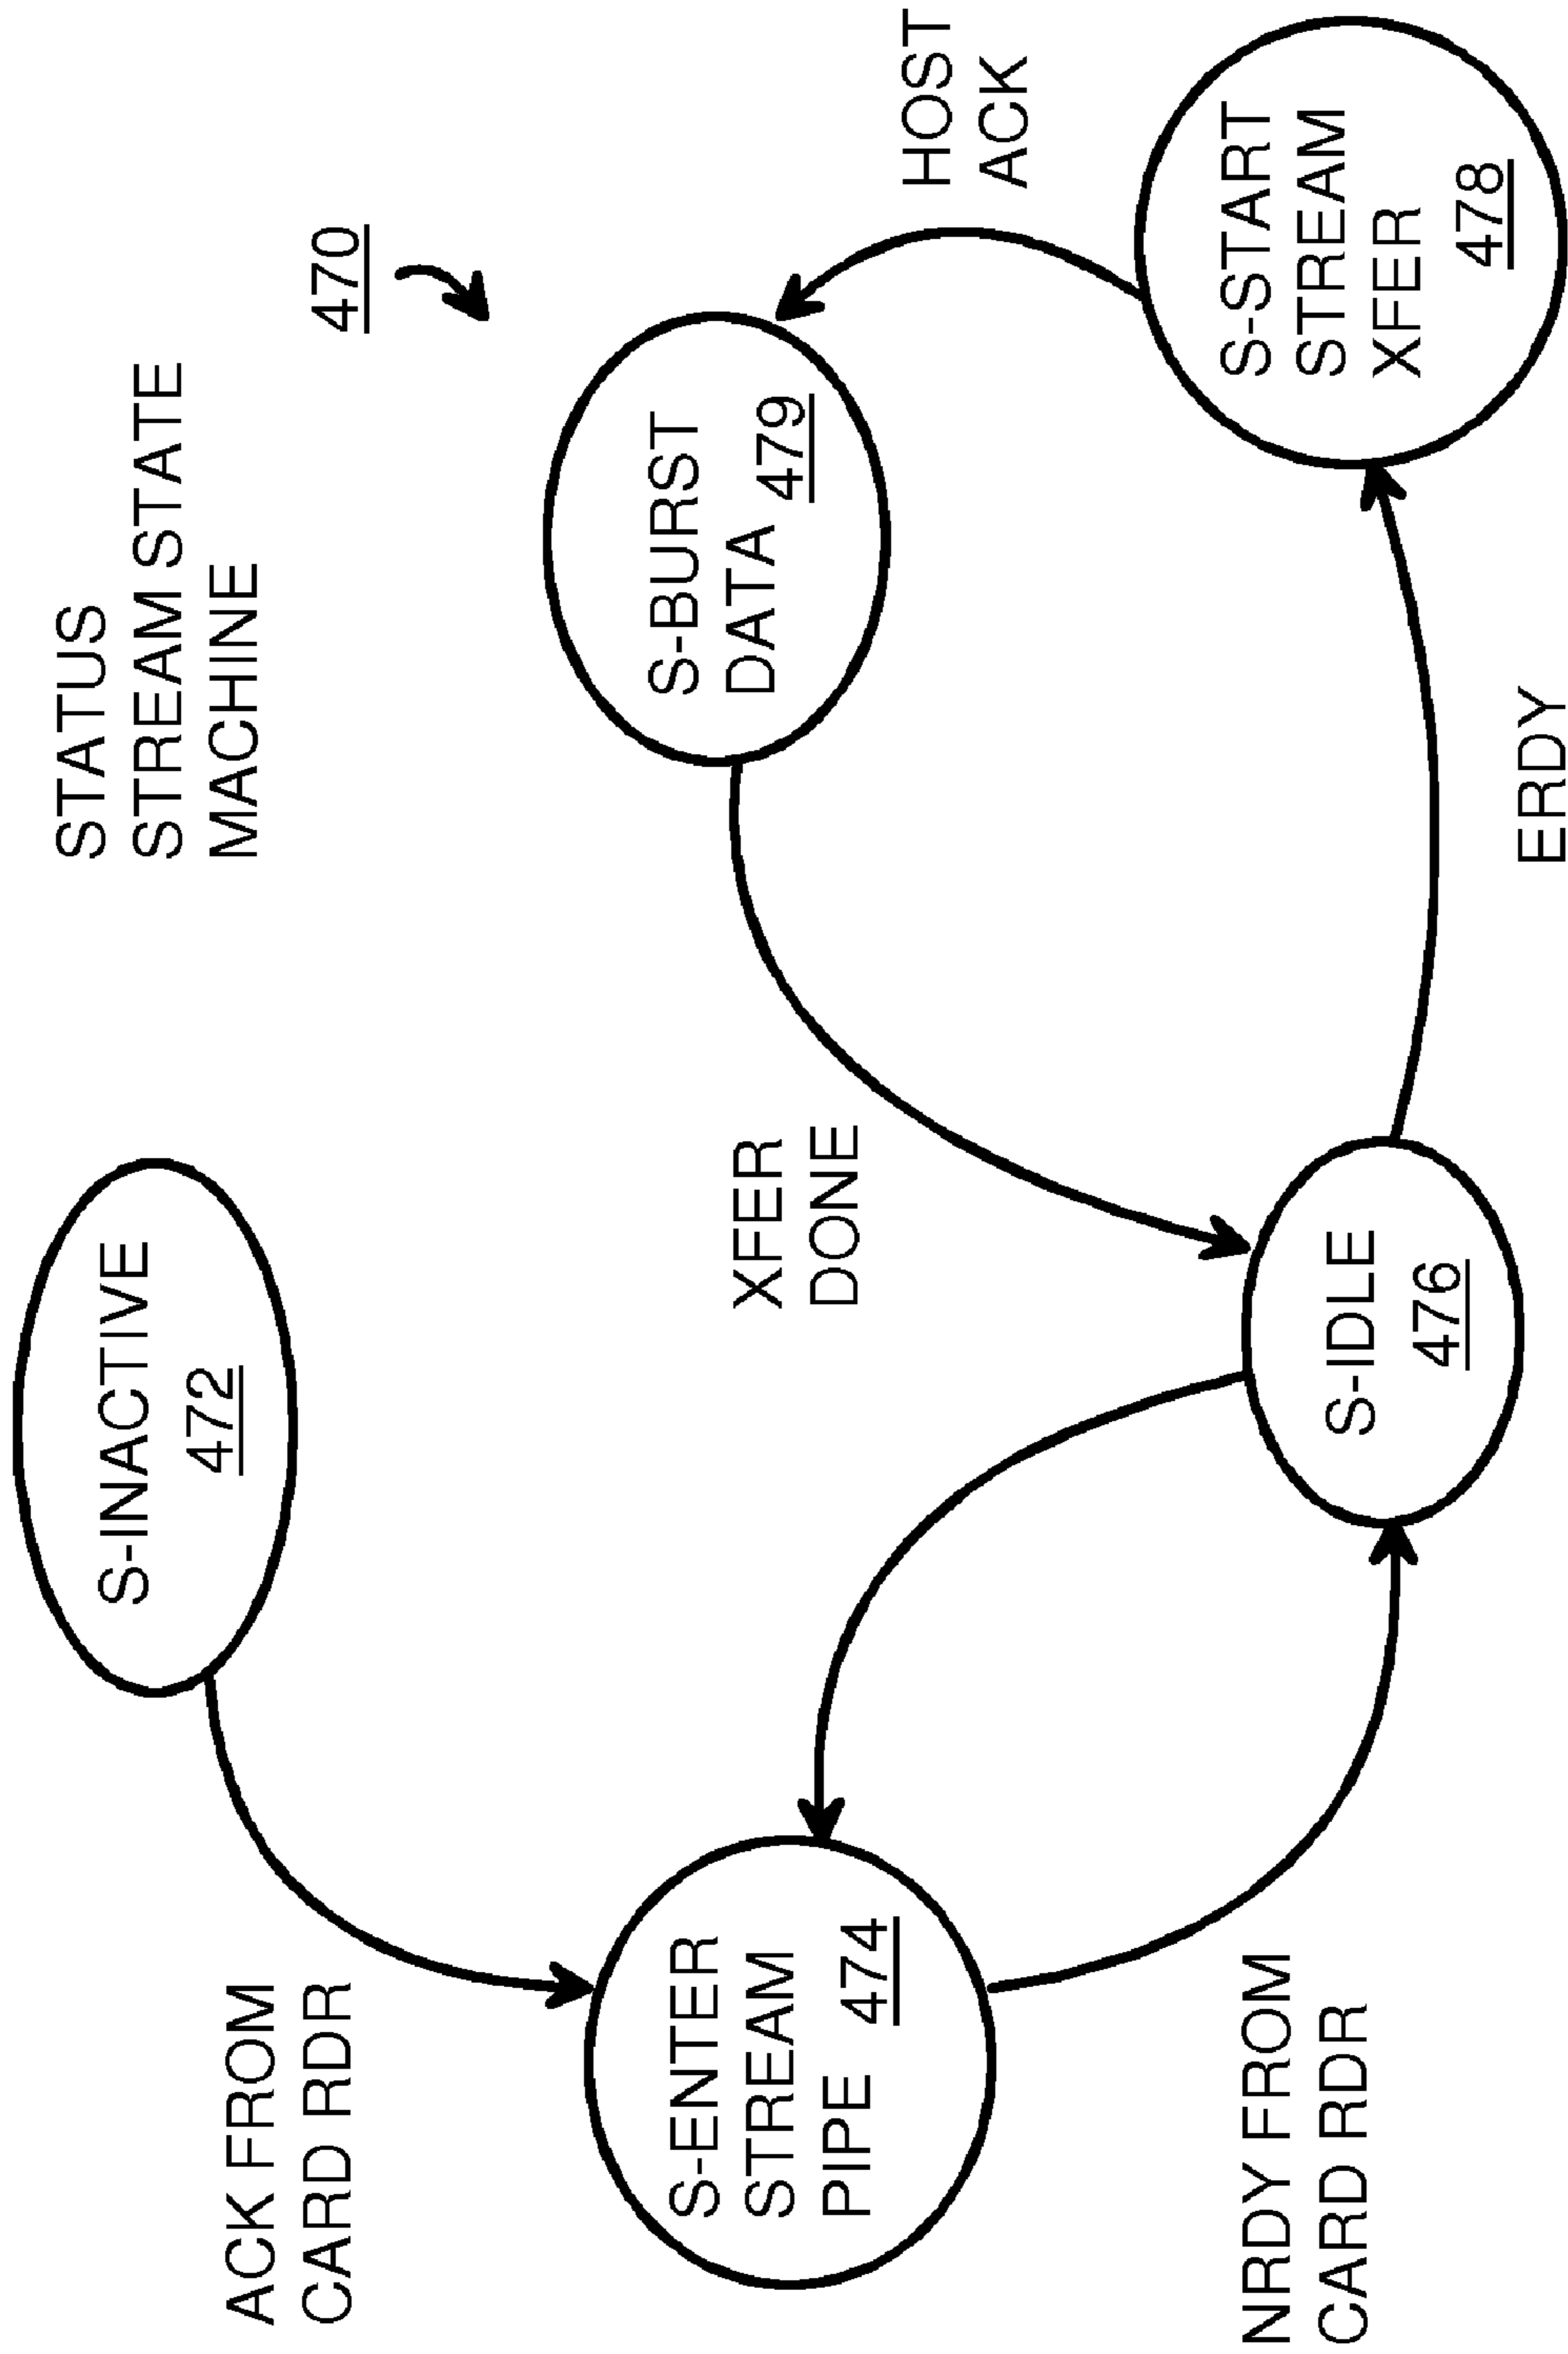 STATUS
STREAM STATE
MACHINE
470
S-INACTIVE
472
ACK FROM
CARD RDR
S-ENTER
STREAM
PIPE 474
XFER
DONE
S-BURST
DATA 479
HOST
ACK
NRDY FROM
CARD RDR
S-IDLE
476
ERDY
S-START
STREAM
XFER
478